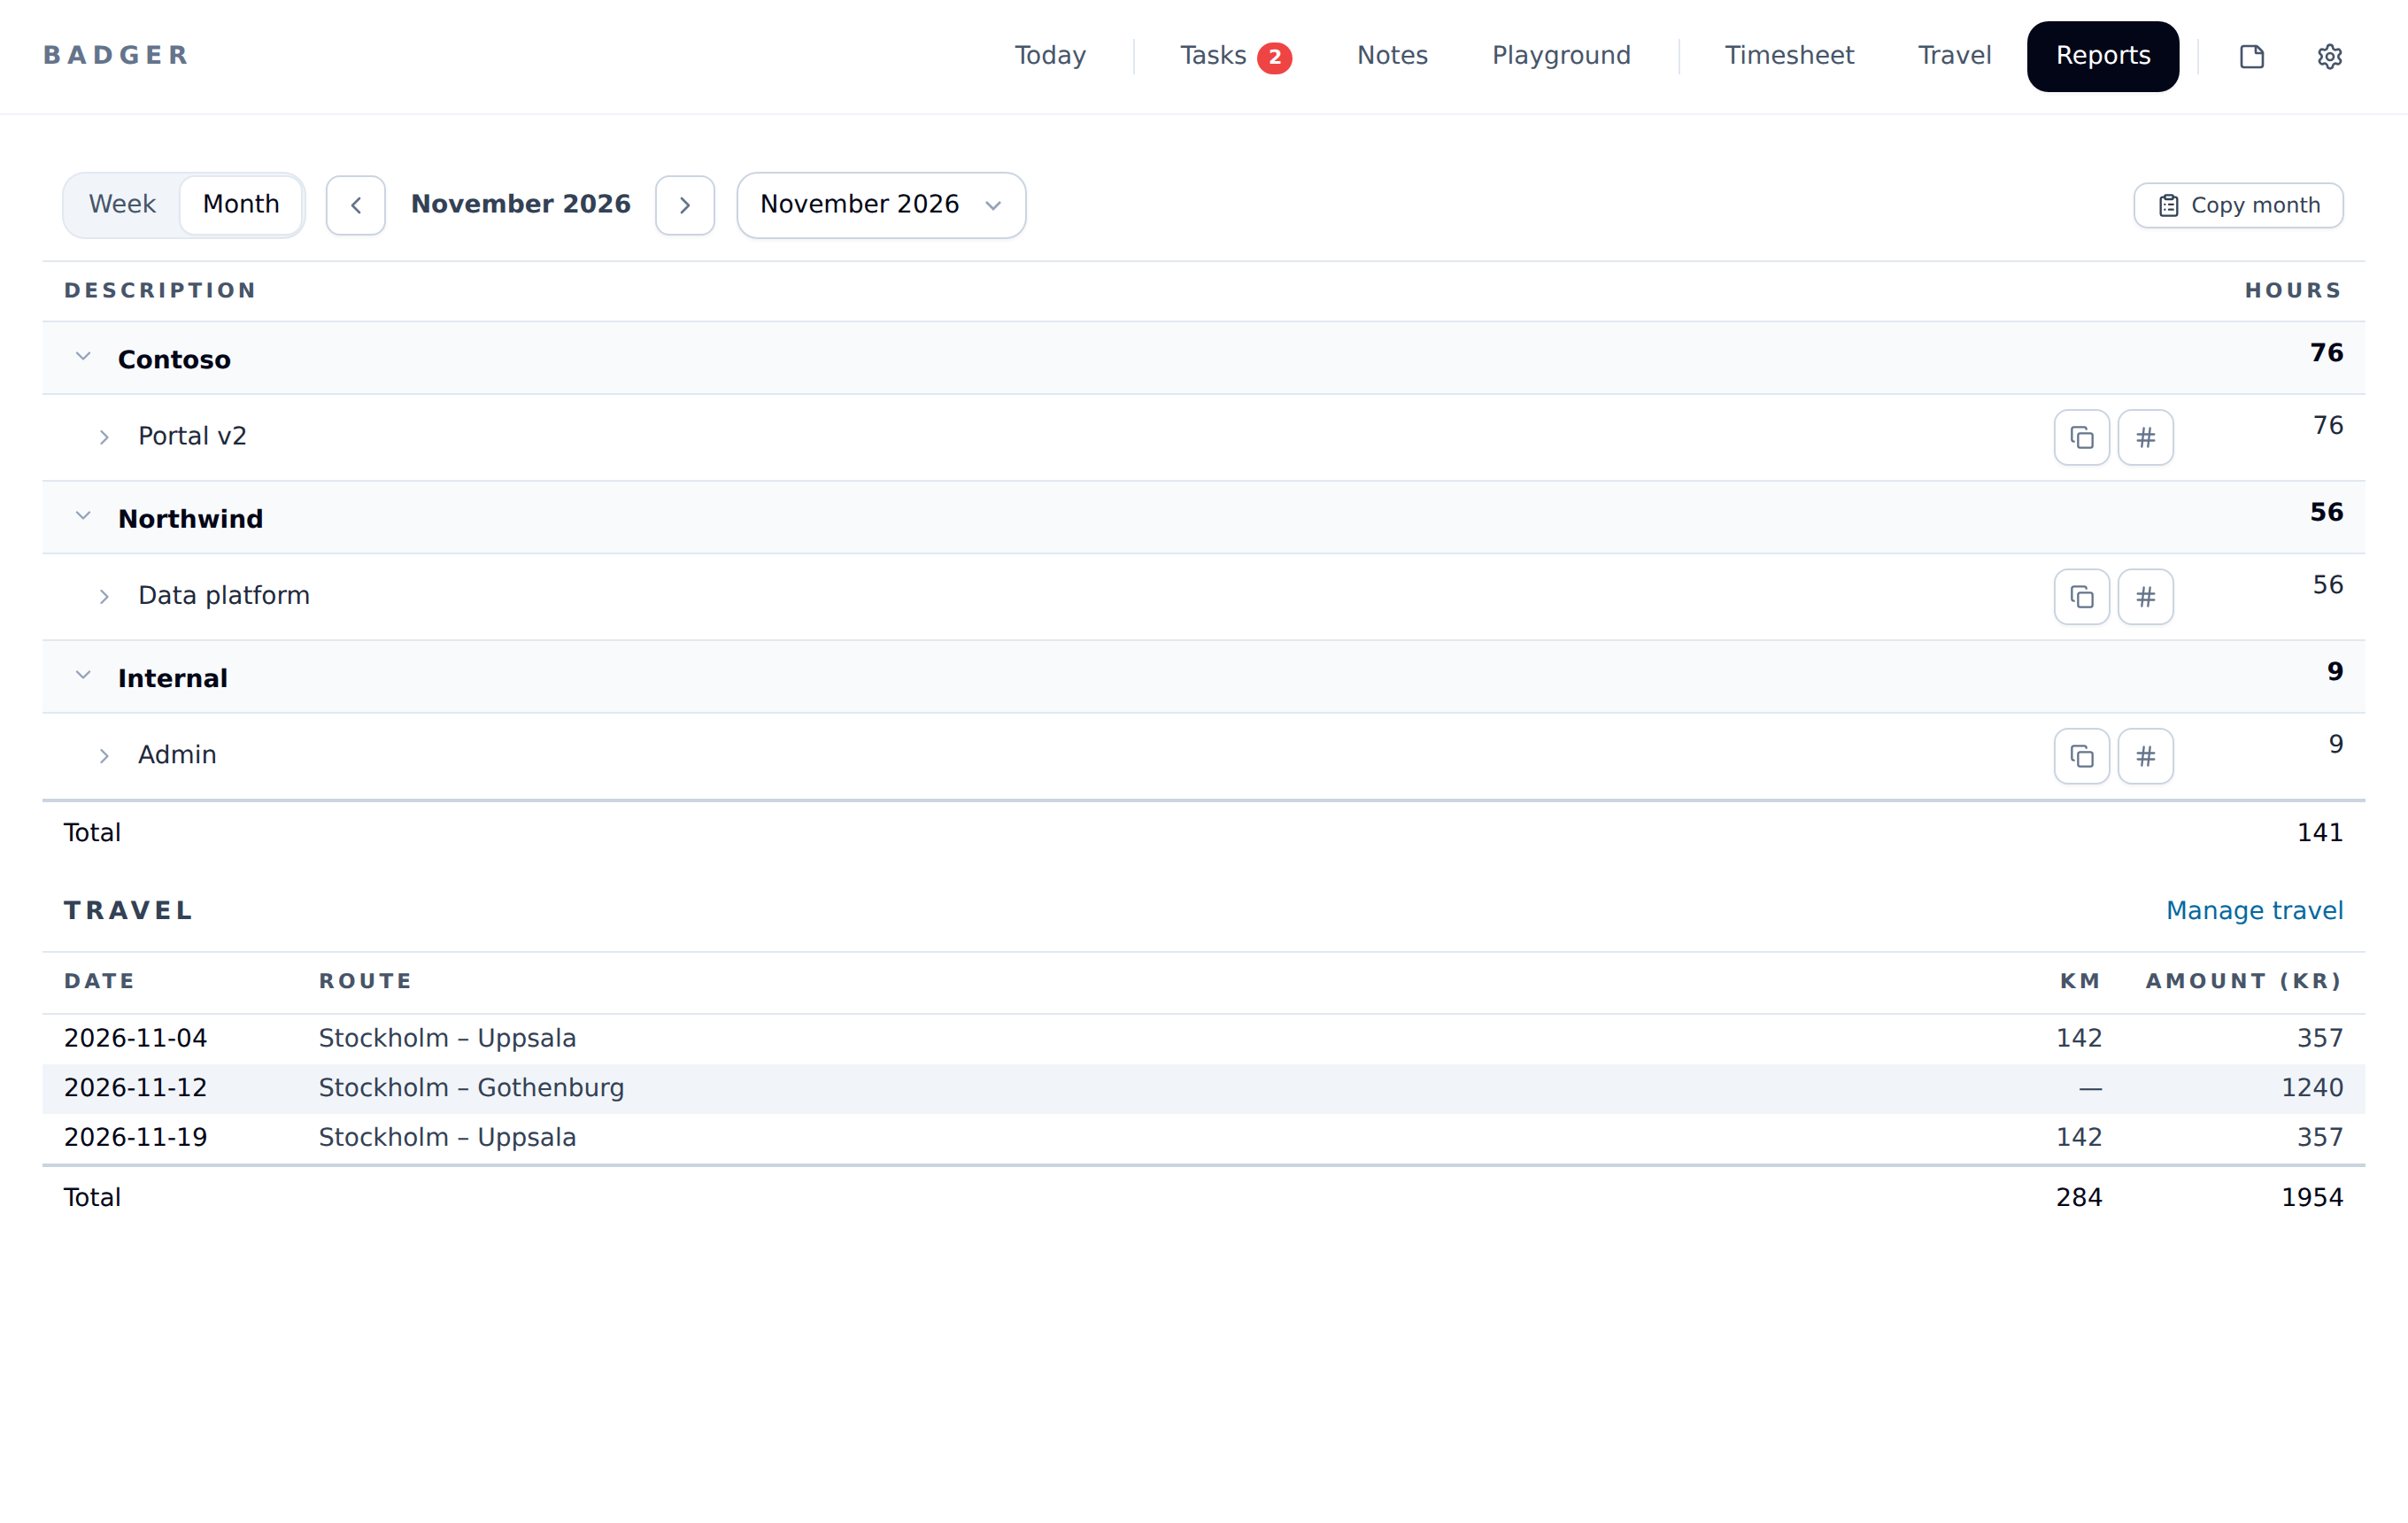 BADGER Today Tasks 2 Notes Playground Timesheet Travel Reports
Week Month November 2026 November 2026 Copy month
DESCRIPTION HOURS
Contoso 76
Portal v2 76
Northwind 56
Data platform 56
Internal 9
Admin 9
Total 141
TRAVEL Manage travel
DATE ROUTE KM AMOUNT (KR)
2026-11-04 Stockholm – Uppsala 142 357
2026-11-12 Stockholm – Gothenburg — 1240
2026-11-19 Stockholm – Uppsala 142 357
Total 284 1954